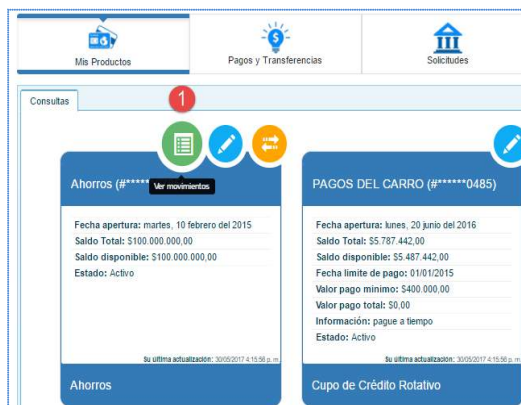 Mis Productos
Pagos y Transferencias
Solicitudes
Consultas
1
Ahorros (#*****
Ver movimientos
Fecha apertura: martes, 10 febrero del 2015
Saldo Total: $100.000.000,00
Saldo disponible: $100.000.000,00
Estado: Activo
Su última actualización: 30/05/2017 4:15:56 p. m.
Ahorros
PAGOS DEL CARRO (#******0485)
Fecha apertura: lunes, 20 junio del 2016
Saldo Total: $5.787.442,00
Saldo disponible: $5.487.442,00
Fecha limite de pago: 01/01/2015
Valor pago minimo: $400.000,00
Valor pago total: $0,00
Información: pague a tiempo
Estado: Activo
Su última actualización: 30/05/2017 4:15:56 p. m.
Cupo de Crédito Rotativo